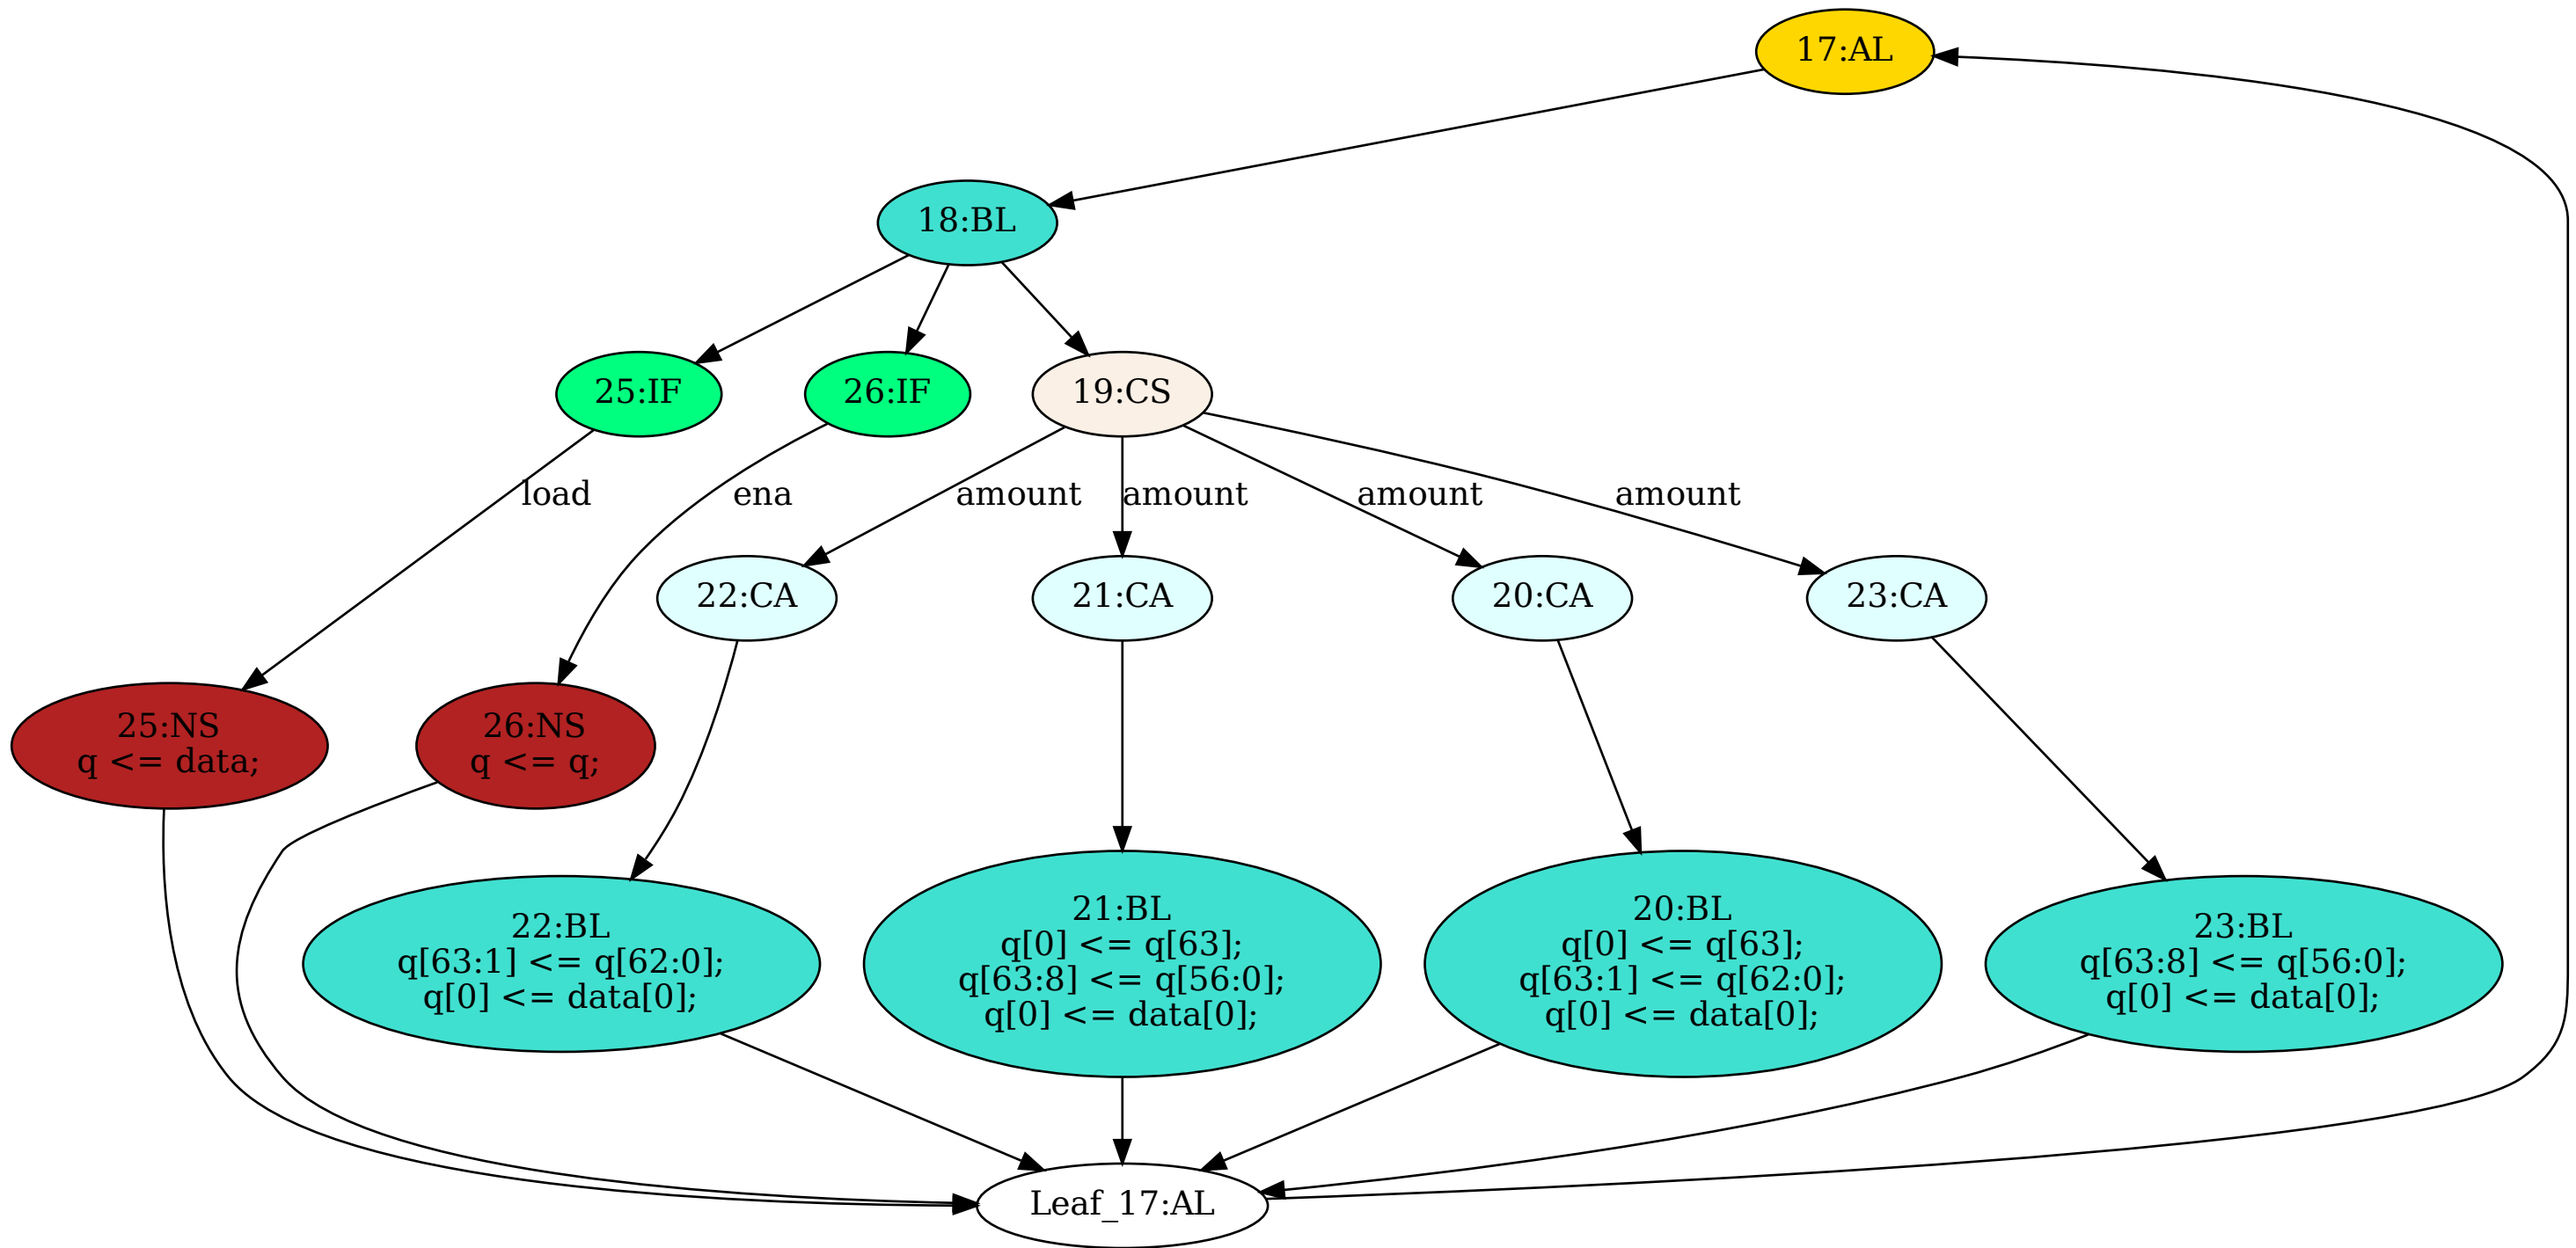 17:AL
18:BL
25:IF
26:IF
19:CS
load
ena
amount
amount
amount
amount
22:CA
21:CA
20:CA
23:CA
25:NS
q <= data;
26:NS
q <= q;
22:BL
q[63:1] <= q[62:0];
q[0] <= data[0];
21:BL
q[0] <= q[63];
q[63:8] <= q[56:0];
q[0] <= data[0];
20:BL
q[0] <= q[63];
q[63:1] <= q[62:0];
q[0] <= data[0];
23:BL
q[63:8] <= q[56:0];
q[0] <= data[0];
Leaf_17:AL